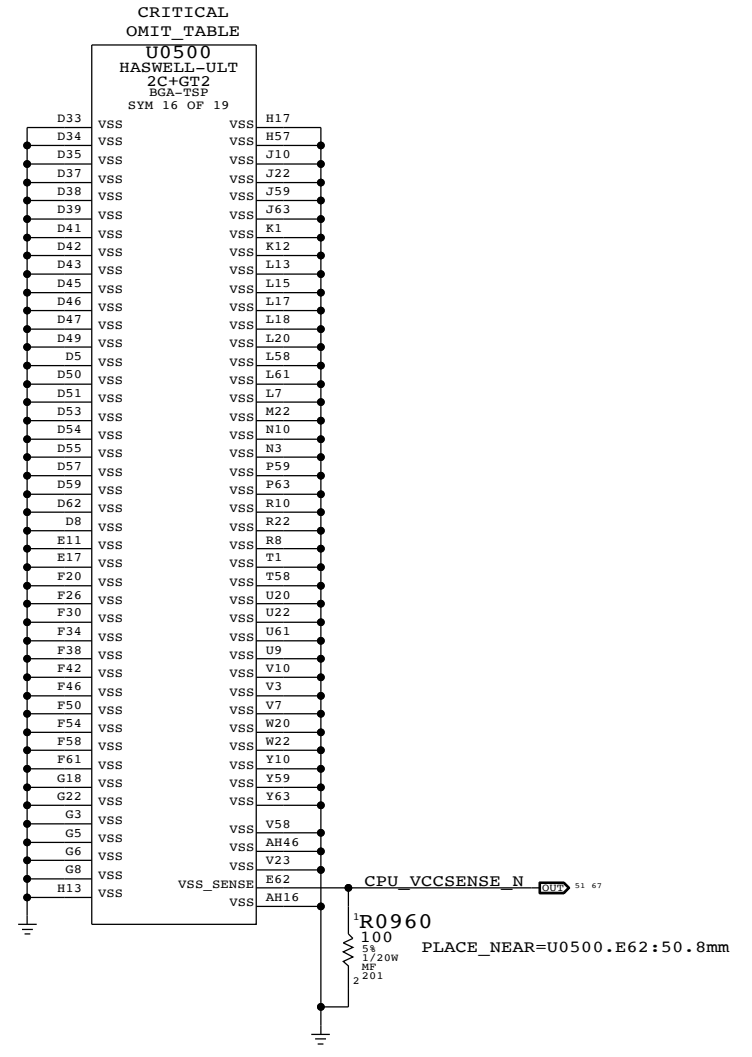 CRITICAL
OMIT_TABLE
U0500
HASWELL-ULT
2C+GT2
BGA-TSP
SYM 16 OF 19
D33 VSS VSS H17
D34 VSS VSS H57
D35 VSS VSS J10
D37 VSS VSS J22
D38 VSS VSS J59
D39 VSS VSS J63
D41 VSS VSS K1
D42 VSS VSS K12
D43 VSS VSS L13
D45 VSS VSS L15
D46 VSS VSS L17
D47 VSS VSS L18
D49 VSS VSS L20
D5 VSS VSS L58
D50 VSS VSS L61
D51 VSS VSS L7
D53 VSS VSS M22
D54 VSS VSS N10
D55 VSS VSS N3
D57 VSS VSS P59
D59 VSS VSS P63
D62 VSS VSS R10
D8 VSS VSS R22
E11 VSS VSS R8
E17 VSS VSS T1
F20 VSS VSS T58
F26 VSS VSS U20
F30 VSS VSS U22
F34 VSS VSS U61
F38 VSS VSS U9
F42 VSS VSS V10
F46 VSS VSS V3
F50 VSS VSS V7
F54 VSS VSS W20
F58 VSS VSS W22
F61 VSS VSS Y10
G18 VSS VSS Y59
G22 VSS VSS Y63
G3 VSS VSS V58
G5 VSS VSS AH46
G6 VSS VSS V23
G8 VSS VSS_SENSE E62 CPU_VCCSENSE_N OUT 51 67
H13 VSS VSS AH16
1 R0960
100
5%
1/20W
MF
201
2
PLACE_NEAR=U0500.E62:50.8mm